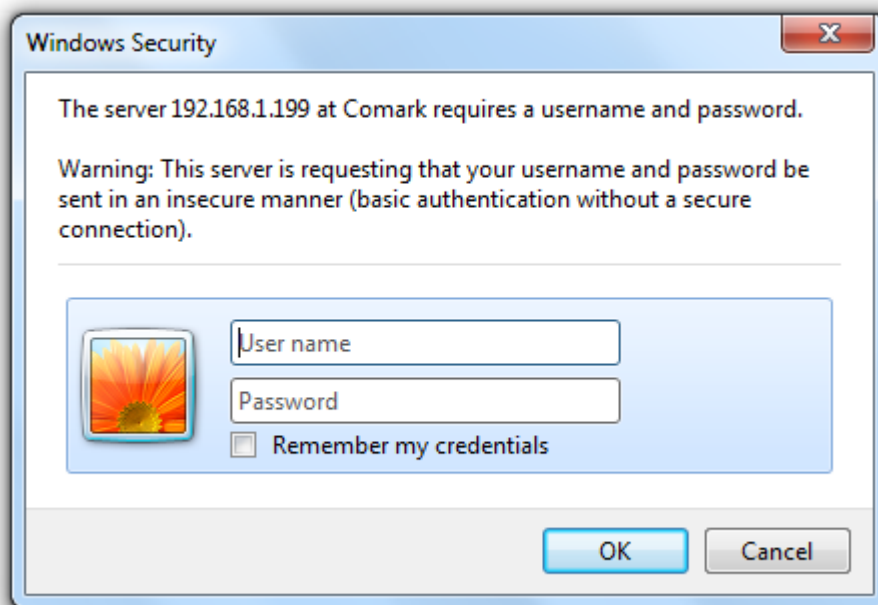 Windows Security
The server 192.168.1.199 at Comark requires a username and password.
Warning: This server is requesting that your username and password be
sent in an insecure manner (basic authentication without a secure
connection).
User name
Password
Remember my credentials
OK
Cancel